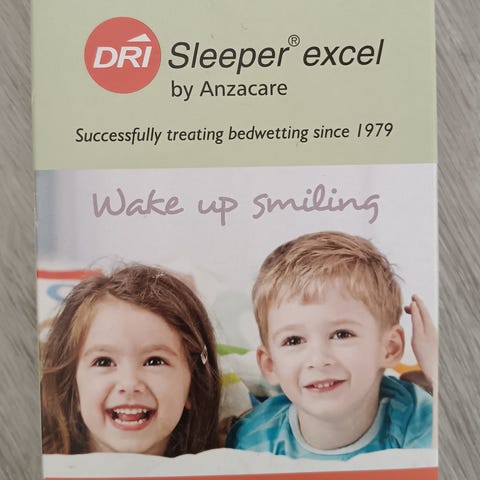 DRI Sleeper® excel
by Anzacare
Successfully treating bedwetting since 1979
Wake up smiling